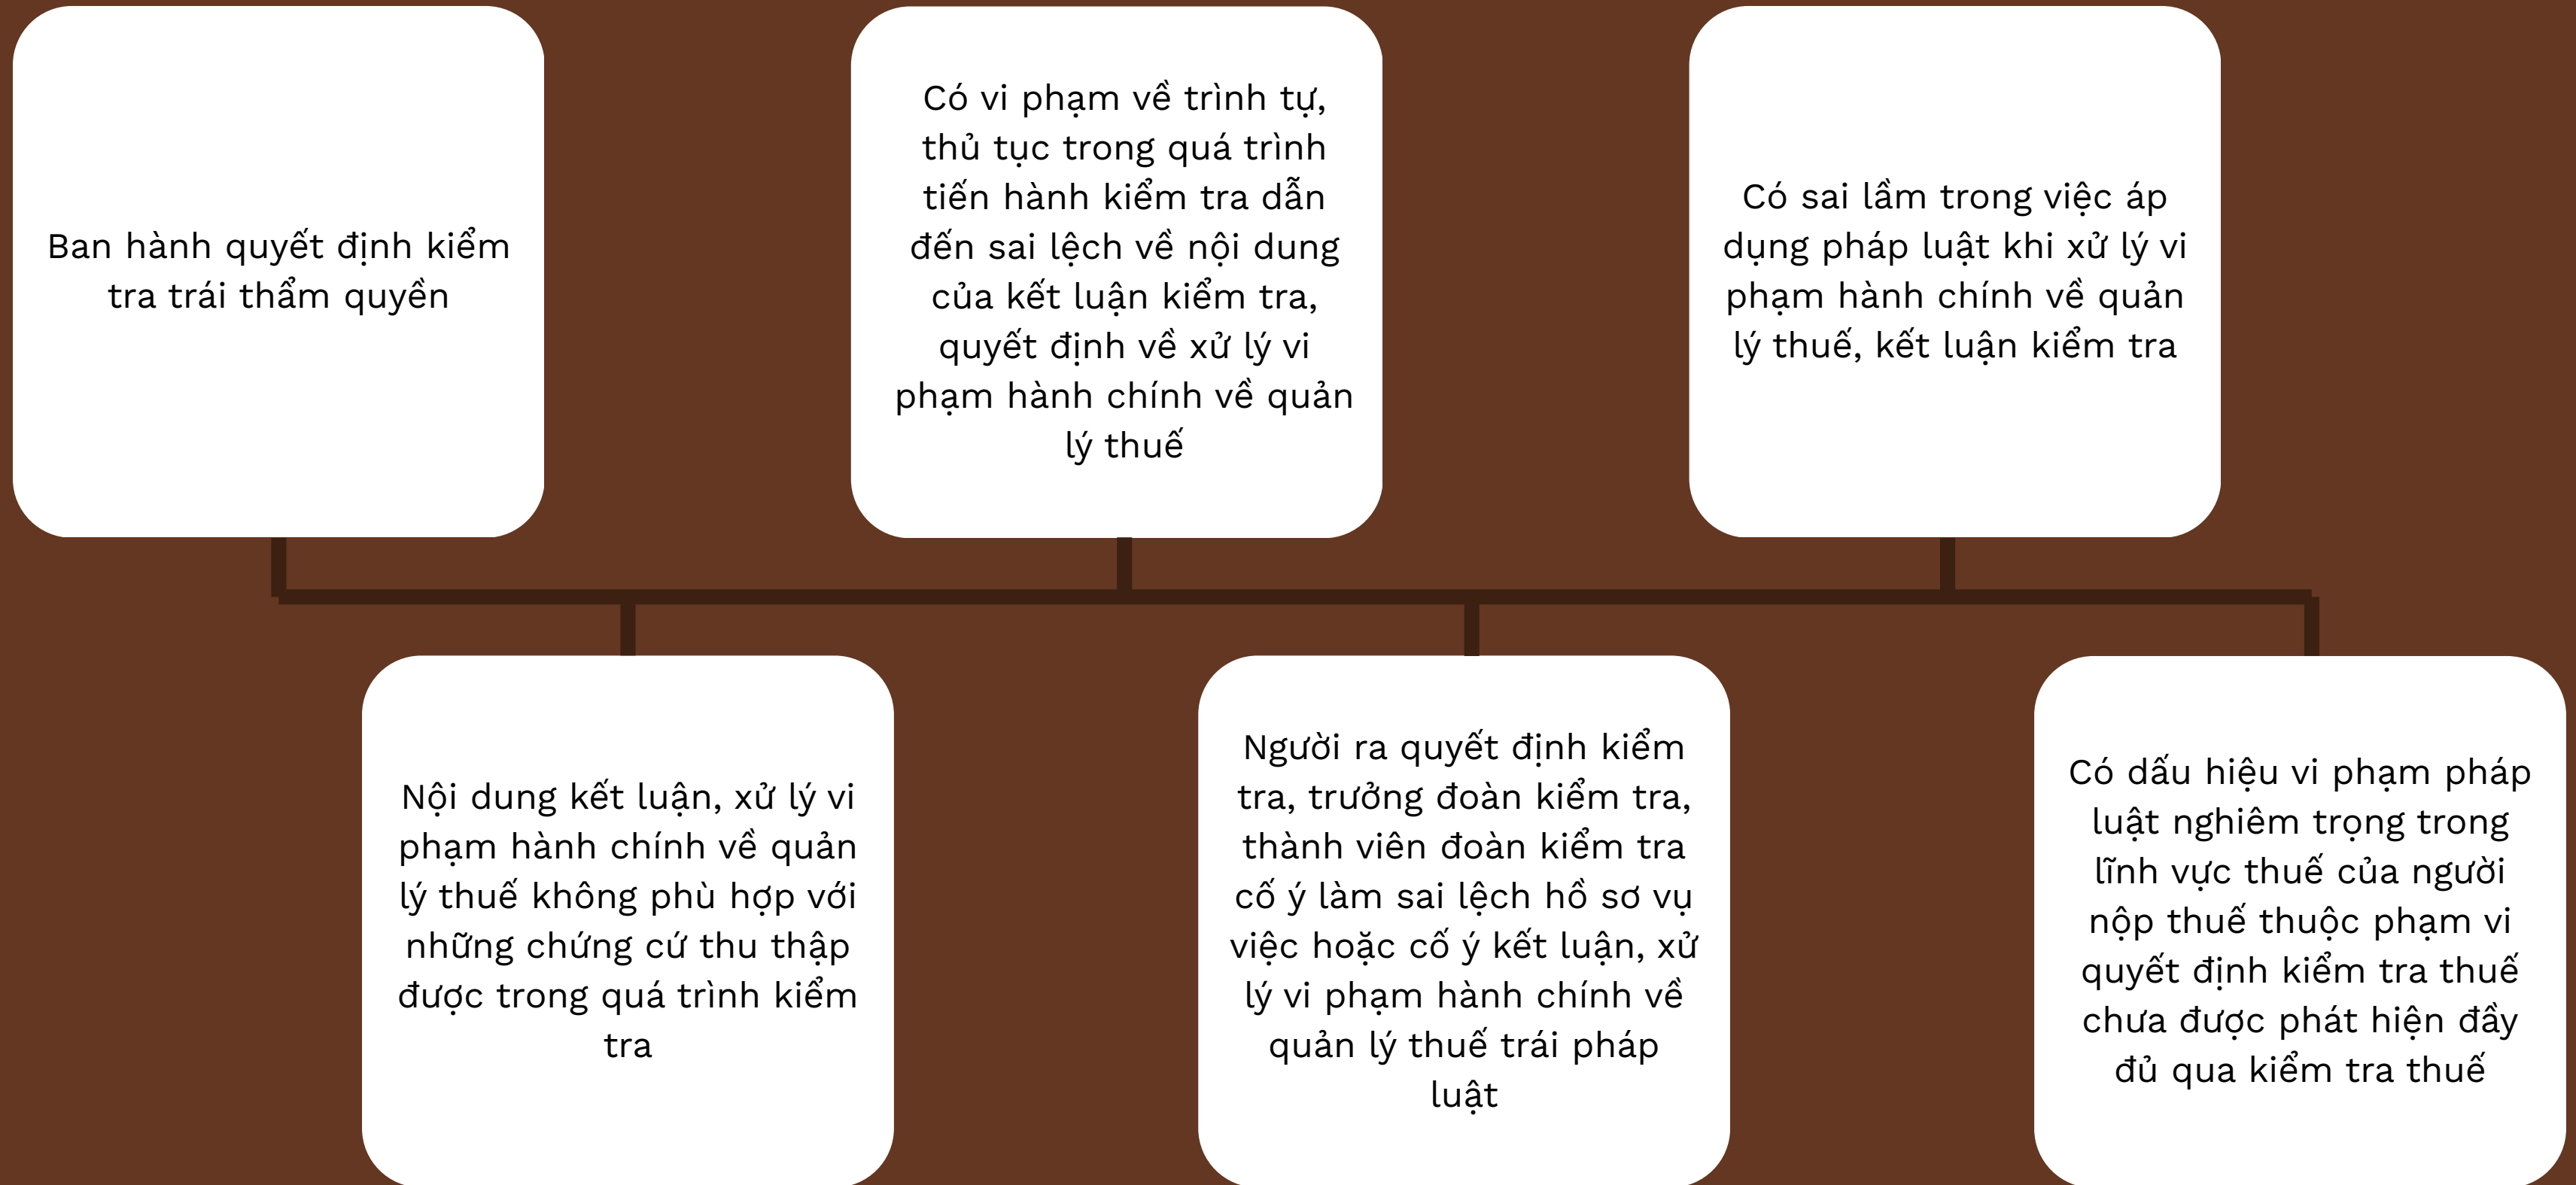 Ban hành quyết định kiểm
tra trái thẩm quyền
Có vi phạm về trình tự,
thủ tục trong quá trình
tiến hành kiểm tra dẫn
đến sai lệch về nội dung
của kết luận kiểm tra,
quyết định về xử lý vi
phạm hành chính về quản
lý thuế
Có sai lầm trong việc áp
dụng pháp luật khi xử lý vi
phạm hành chính về quản
lý thuế, kết luận kiểm tra
Nội dung kết luận, xử lý vi
phạm hành chính về quản
lý thuế không phù hợp với
những chứng cứ thu thập
được trong quá trình kiểm
tra
Người ra quyết định kiểm
tra, trưởng đoàn kiểm tra,
thành viên đoàn kiểm tra
cố ý làm sai lệch hồ sơ vụ
việc hoặc cố ý kết luận, xử
lý vi phạm hành chính về
quản lý thuế trái pháp
luật
Có dấu hiệu vi phạm pháp
luật nghiêm trọng trong
lĩnh vực thuế của người
nộp thuế thuộc phạm vi
quyết định kiểm tra thuế
chưa được phát hiện đầy
đủ qua kiểm tra thuế